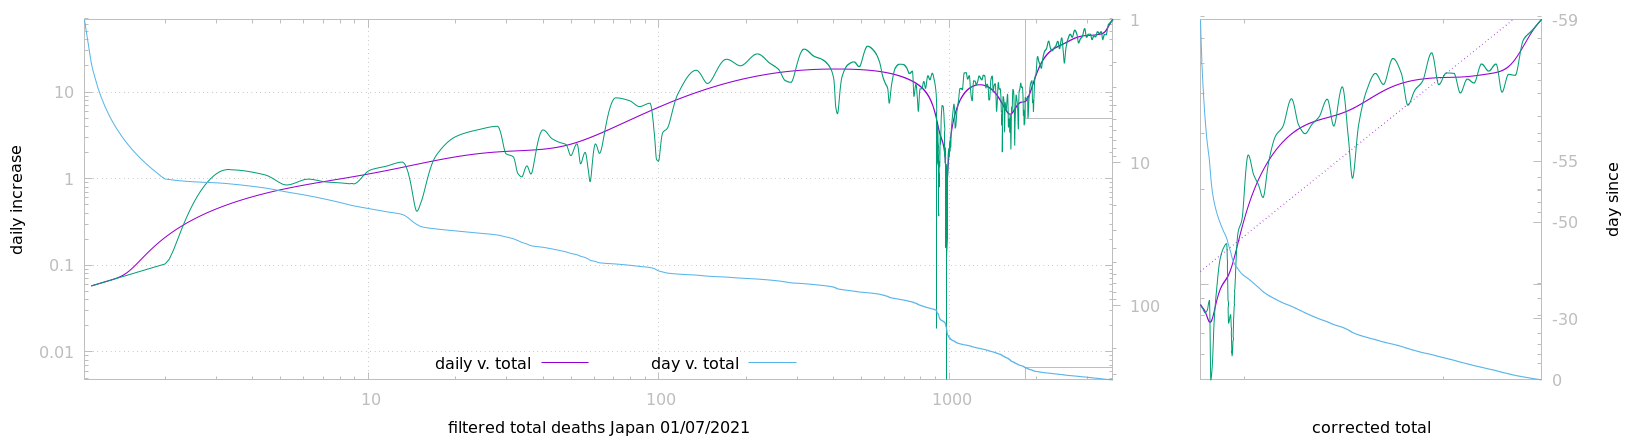 1
-59
10
daily increase
10
-55
day since
1
-50
0.1
100
-30
0.01
daily v. total
day v. total
0
10
100
1000
filtered total deaths Japan 01/07/2021
corrected total